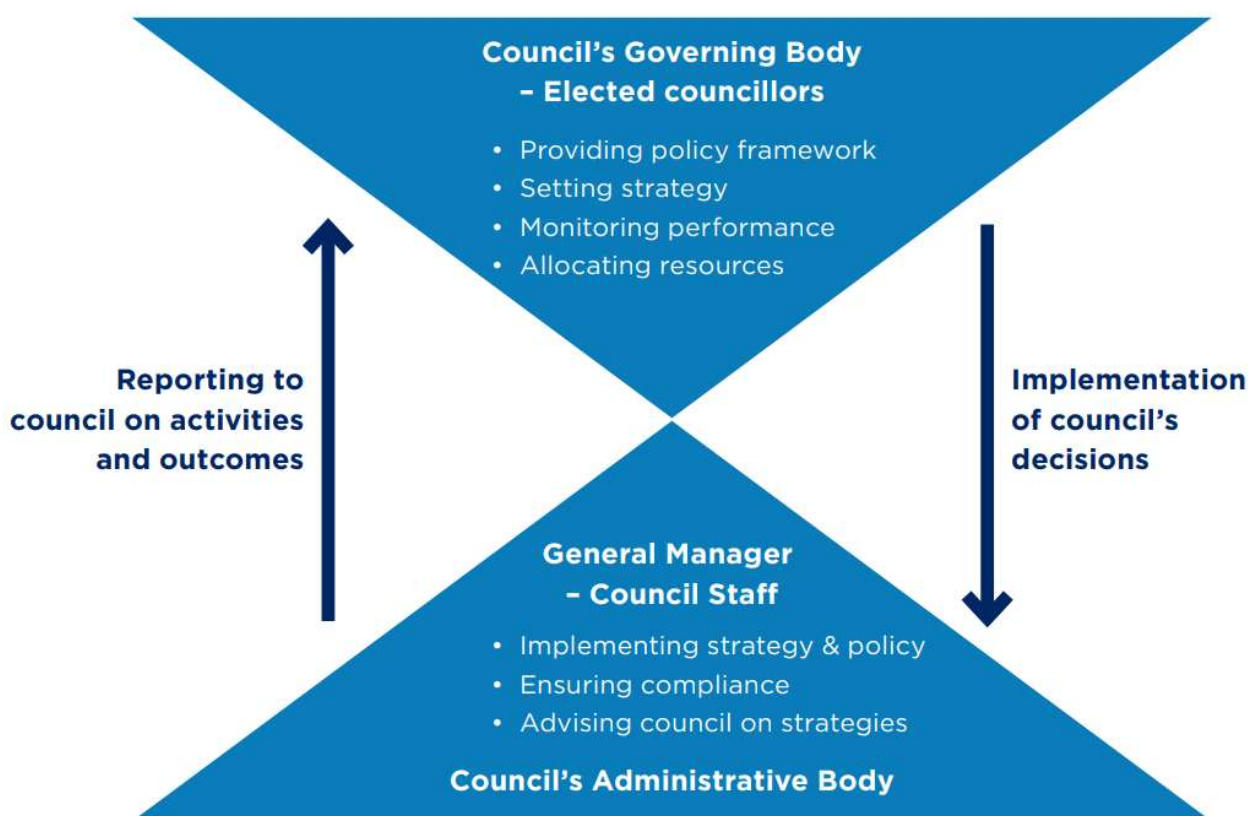 Council’s Governing Body
– Elected councillors
• Providing policy framework
• Setting strategy
• Monitoring performance
• Allocating resources
Reporting to
council on activities
and outcomes
Implementation
of council’s
decisions
General Manager
– Council Staff
• Implementing strategy & policy
• Ensuring compliance
• Advising council on strategies
Council’s Administrative Body